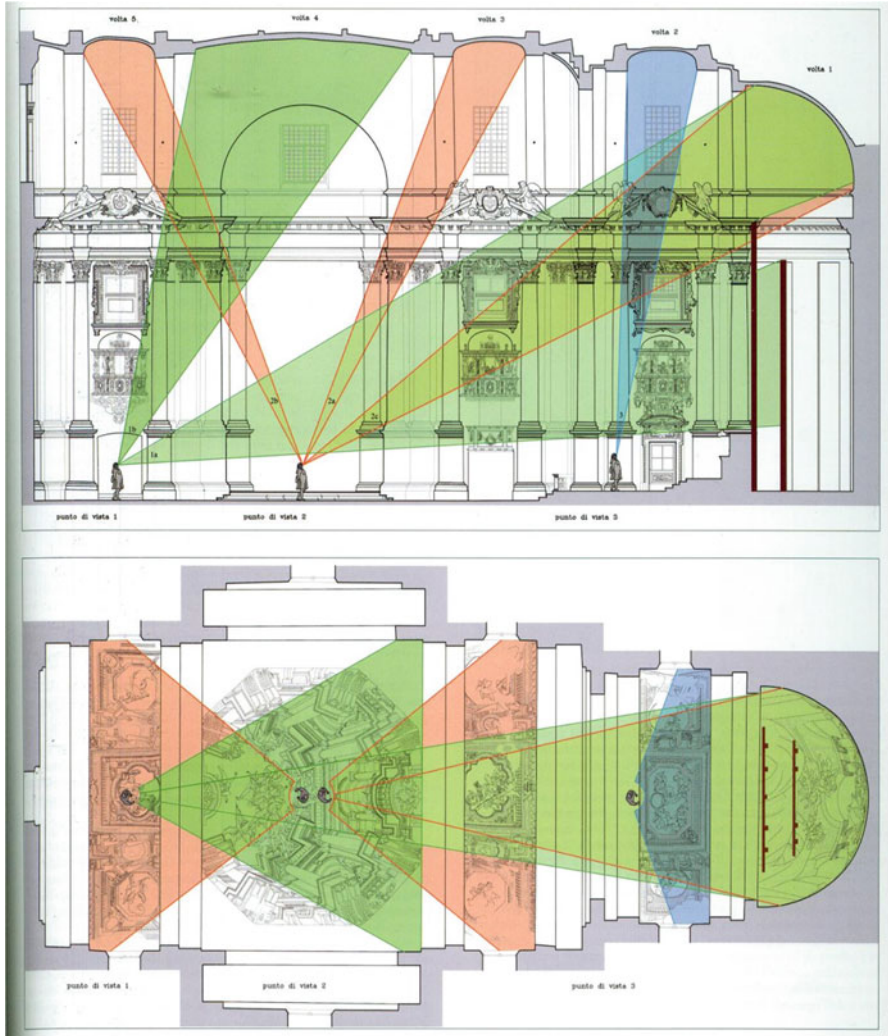 volta 5
volta 4
volta 3
volta 2
volta 1
1b
1a
2b
2a
2c
3
punto di vista 1
punto di vista 2
punto di vista 3
punto di vista 1
punto di vista 2
punto di vista 3